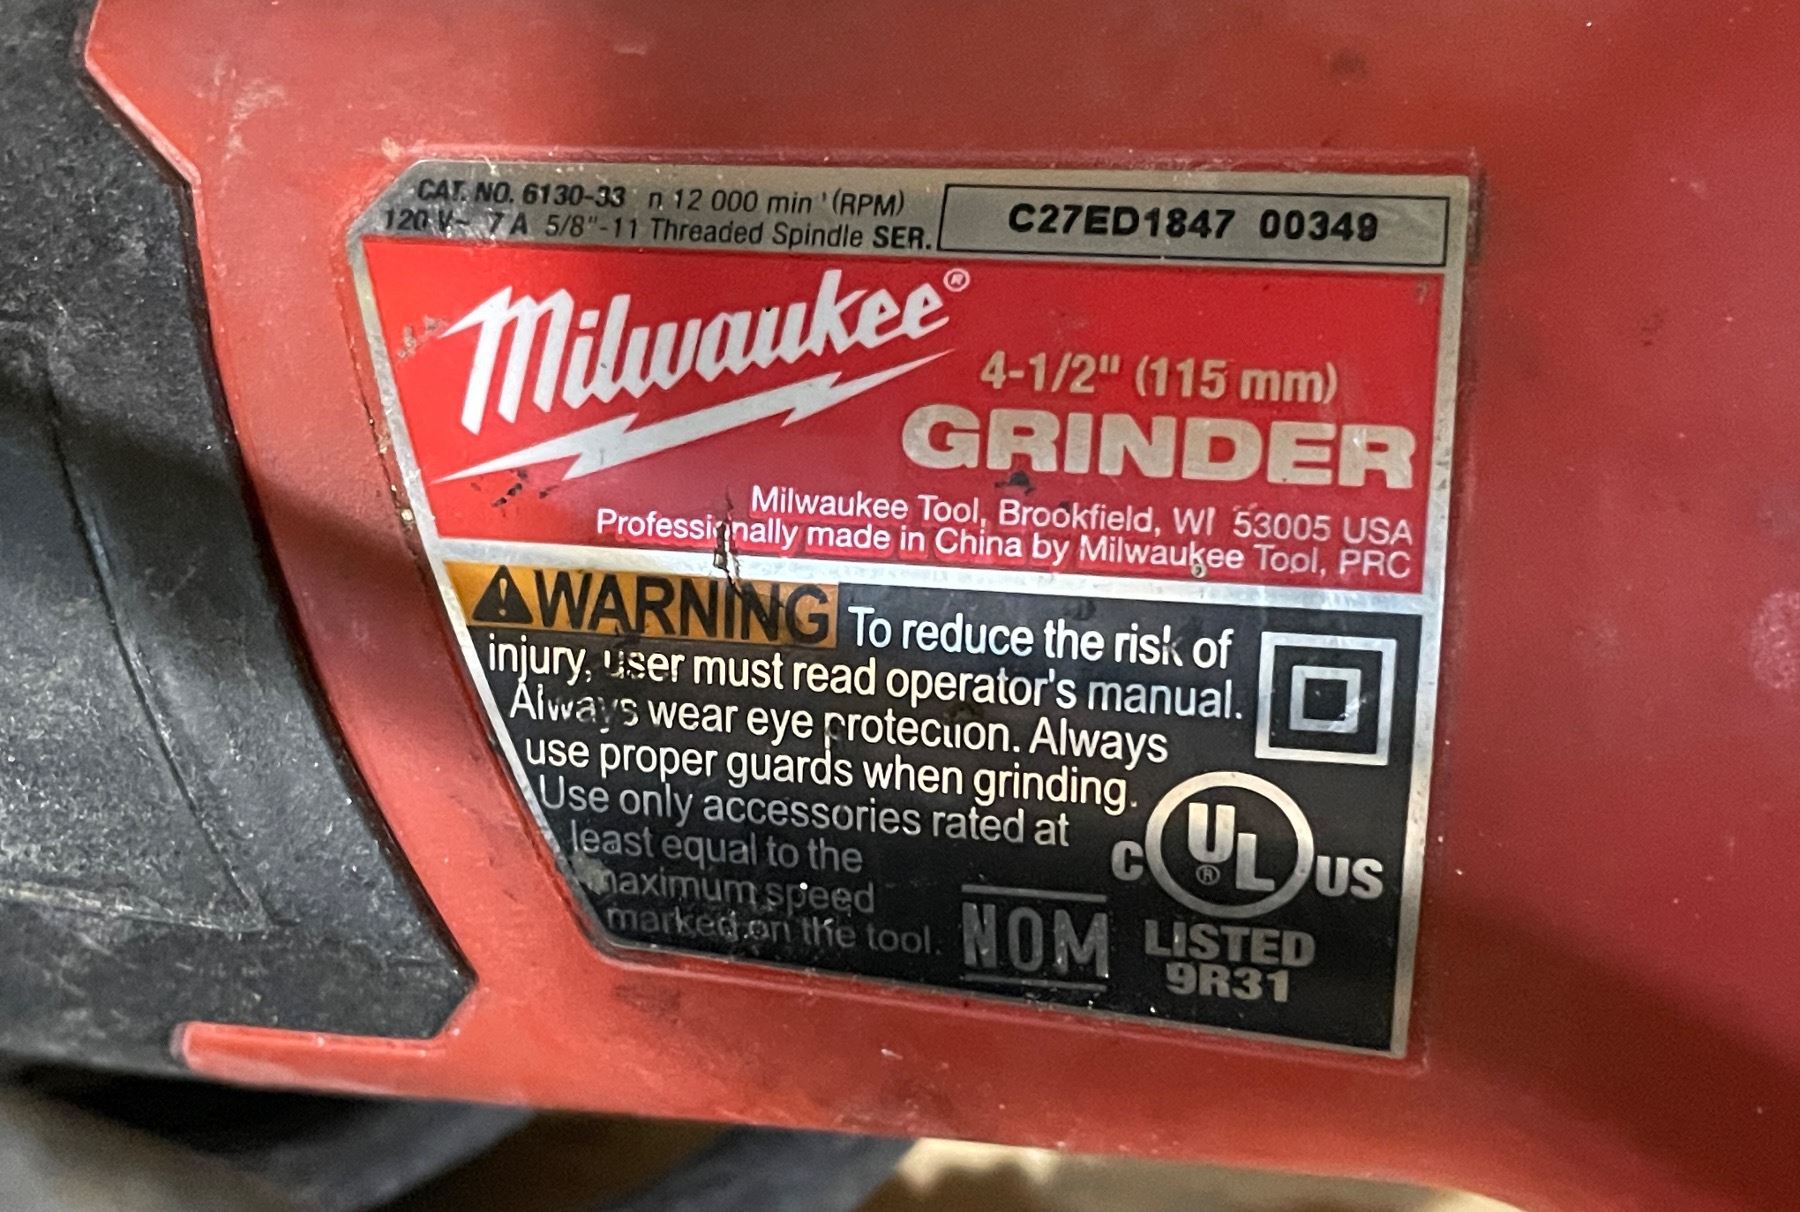 CAT. NO. 6130-33 n 12 000 min ' (RPM)
120 V~ 7 A 5/8"-11 Threaded Spindle SER.
C27ED1847 00349
Milwaukee®
4-1/2" (115 mm)
GRINDER
Milwaukee Tool, Brookfield, WI 53005 USA
Professionally made in China by Milwaukee Tool, PRC
WARNING To reduce the risk of
injury, user must read operator's manual.
Always wear eye protection. Always
use proper guards when grinding.
Use only accessories rated at
least equal to the
maximum speed
marked on the tool.
NOM
C UL® US
LISTED
9R31